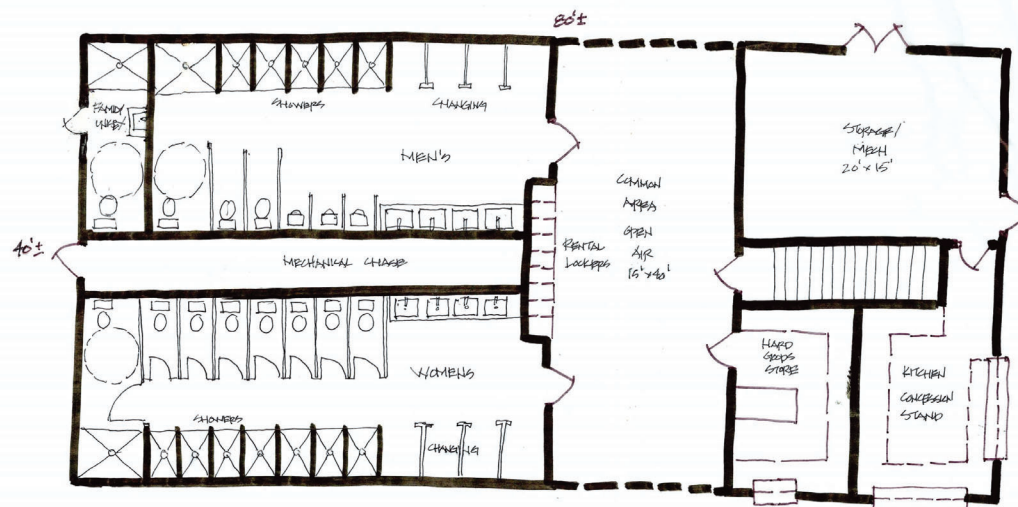 80'±
SHOWERS
CHANGING
FAMILY
UNISEX
MEN'S
STORAGE/
MECH
20' x 15'
COMMON
AREA
OPEN
AIR
15' x 40'
RENTAL
LOCKERS
40'±
MECHANICAL CHASE
WOMENS
SHOWERS
CHANGING
HARD
GOODS
STORE
KITCHEN
CONCESSION
STAND